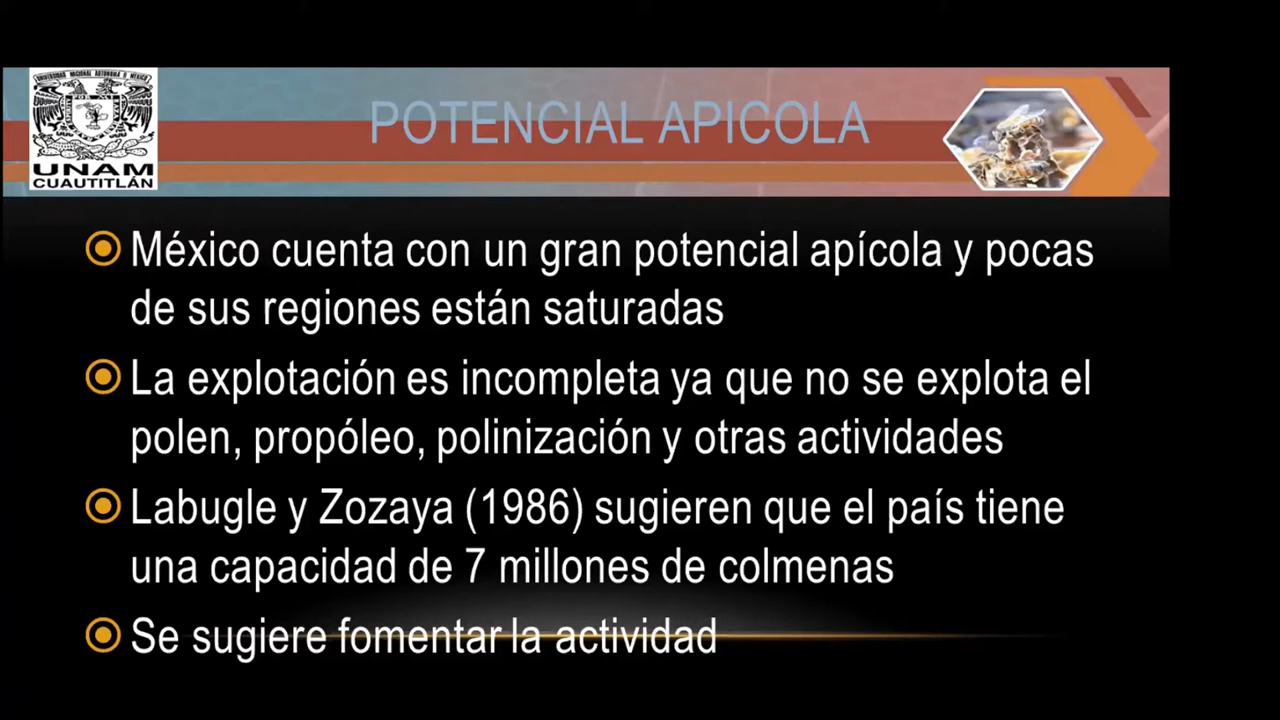 UNAM
CUAUTITLÁN
POTENCIAL APICOLA
México cuenta con un gran potencial apícola y pocas
de sus regiones están saturadas
La explotación es incompleta ya que no se explota el
polen, propóleo, polinización y otras actividades
Labugle y Zozaya (1986) sugieren que el país tiene
una capacidad de 7 millones de colmenas
Se sugiere fomentar la actividad